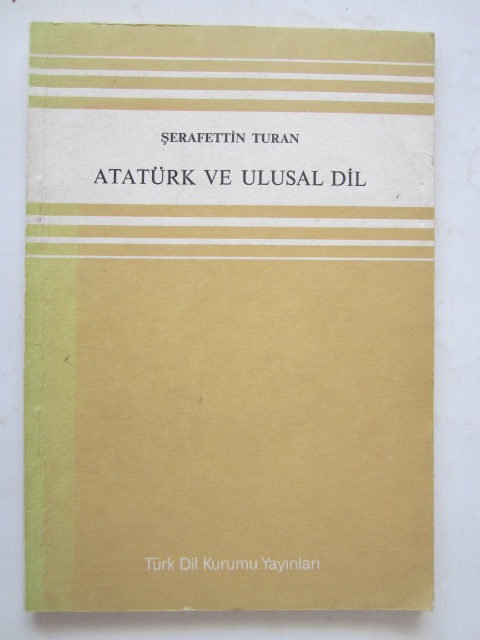 ŞERAFETTİN TURAN
ATATÜRK VE ULUSAL DİL
Türk Dil Kurumu Yayınları